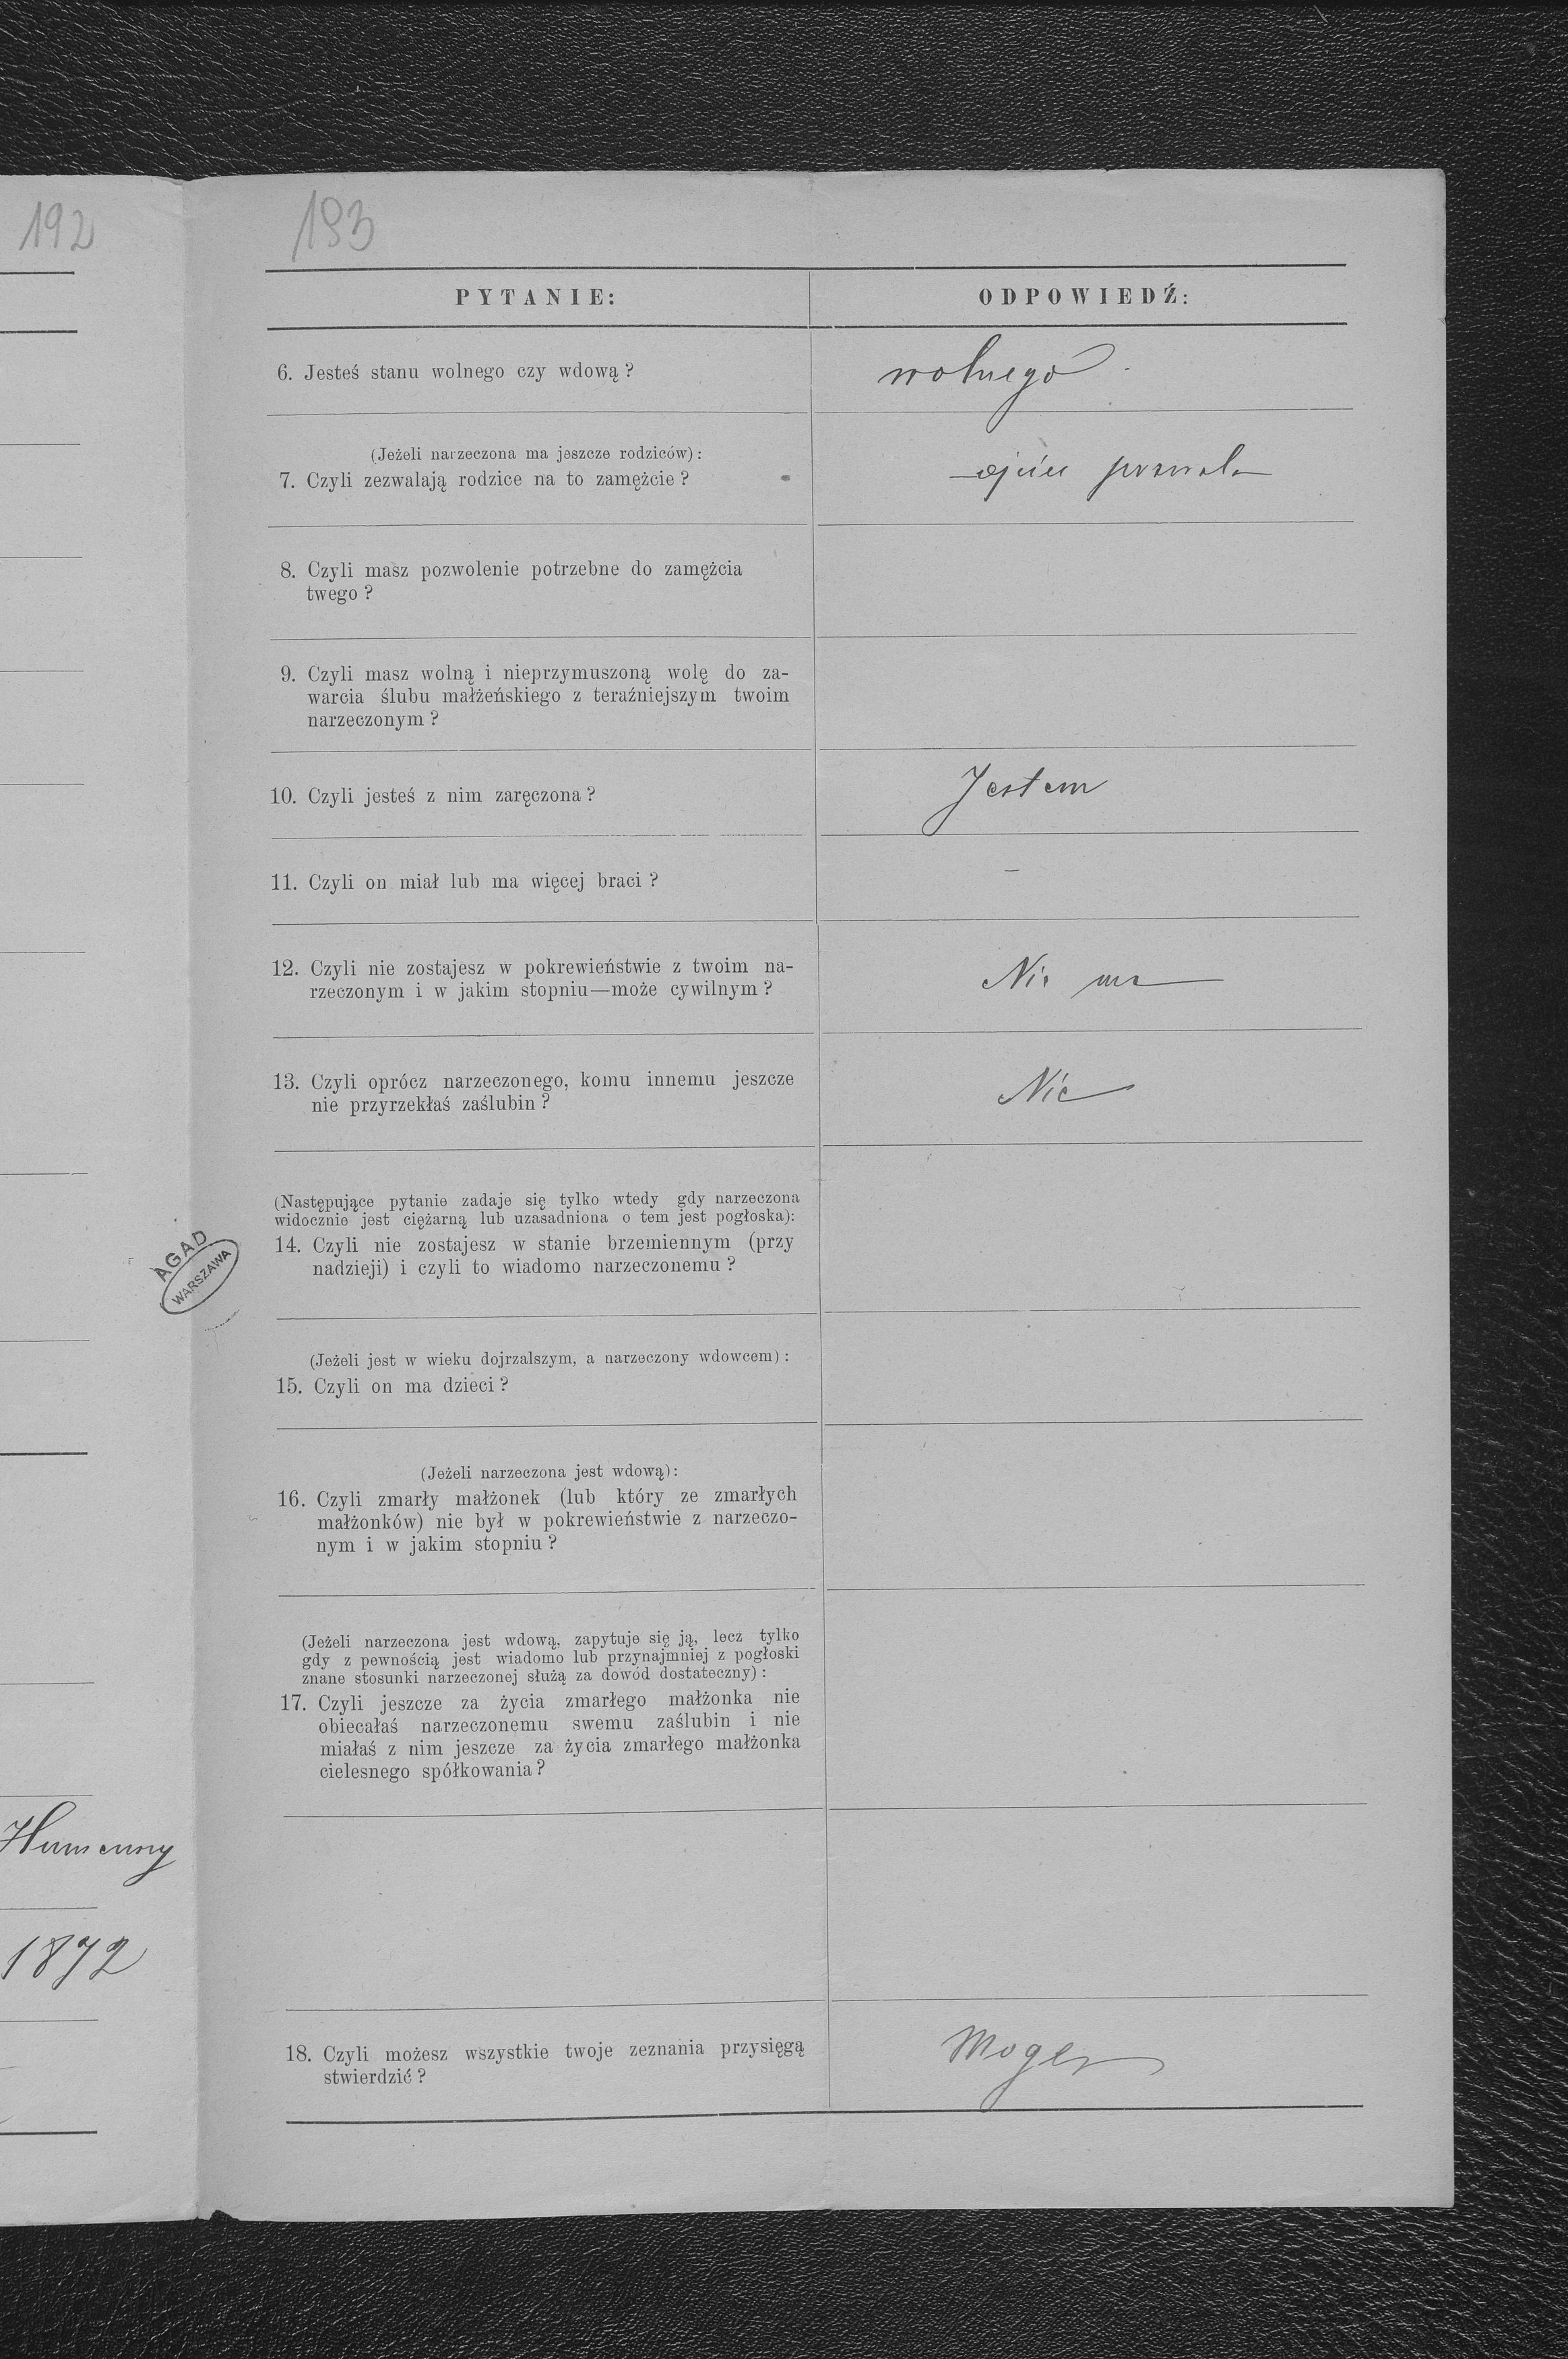 192
193
PYTANIE:
ODPOWIEDŹ:
6. Jesteś stanu wolnego czy wdową?
wolnego
(Jeżeli narzeczona ma jeszcze rodziców):
7. Czyli zezwalają rodzice na to zamężcie?
ojciec pozwala
8. Czyli masz pozwolenie potrzebne do zamężcia
twego?
9. Czyli masz wolną i nieprzymuszoną wolę do za-
warcia ślubu małżeńskiego z teraźniejszym twoim
narzeczonym?
10. Czyli jesteś z nim zaręczona?
Jestem
11. Czyli on miał lub ma więcej braci?
–
12. Czyli nie zostajesz w pokrewieństwie z twoim na-
rzeczonym i w jakim stopniu—może cywilnym?
Nie ma
13. Czyli oprócz narzeczonego, komu innemu jeszcze
nie przyrzekłaś zaślubin?
Nie
(Następujące pytanie zadaje się tylko wtedy gdy narzeczona
widocznie jest ciężarną lub uzasadniona o tem jest pogłoska):
14. Czyli nie zostajesz w stanie brzemiennym (przy
nadzieji) i czyli to wiadomo narzeczonemu?
AGAD
WARSZAWA
(Jeżeli jest w wieku dojrzalszym, a narzeczony wdowcem):
15. Czyli on ma dzieci?
(Jeżeli narzeczona jest wdową):
16. Czyli zmarły małżonek (lub który ze zmarłych
małżonków) nie był w pokrewieństwie z narzeczo-
nym i w jakim stopniu?
(Jeżeli narzeczona jest wdową, zapytuje się ją, lecz tylko
gdy z pewnością jest wiadomo lub przynajmniej z pogłoski
znane stosunki narzeczonej służą za dowód dostateczny):
17. Czyli jeszcze za życia zmarłego małżonka nie
obiecałaś narzeczonemu swemu zaślubin i nie
miałaś z nim jeszcze za życia zmarłego małżonka
cielesnego spółkowania?
Humenny
1872
18. Czyli możesz wszystkie twoje zeznania przysięgą
stwierdzić?